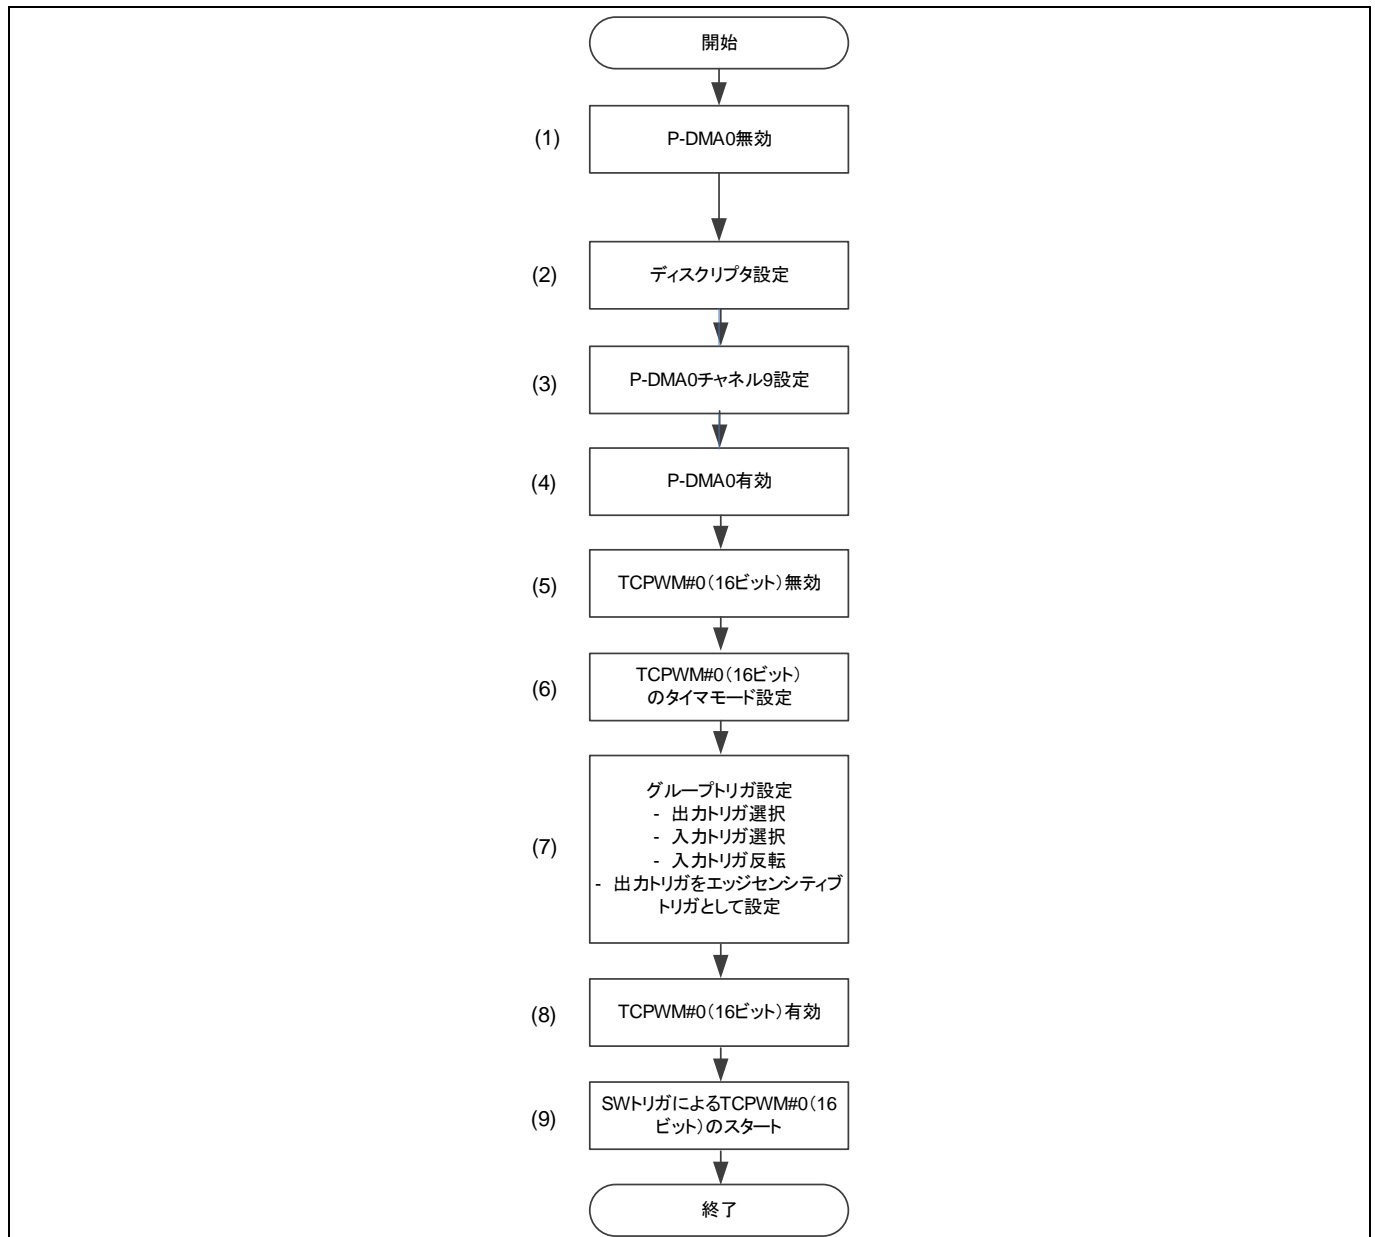 開始
(1)
P-DMA0無効
(2)
ディスクリプタ設定
(3)
P-DMA0チャネル9設定
(4)
P-DMA0有効
(5)
TCPWM#0(16ビット)無効
(6)
TCPWM#0(16ビット)
のタイマモード設定
(7)
グループトリガ設定
- 出力トリガ選択
- 入力トリガ選択
- 入力トリガ反転
- 出力トリガをエッジセンシティブ
トリガとして設定
(8)
TCPWM#0(16ビット)有効
(9)
SWトリガによるTCPWM#0(16
ビット)のスタート
終了